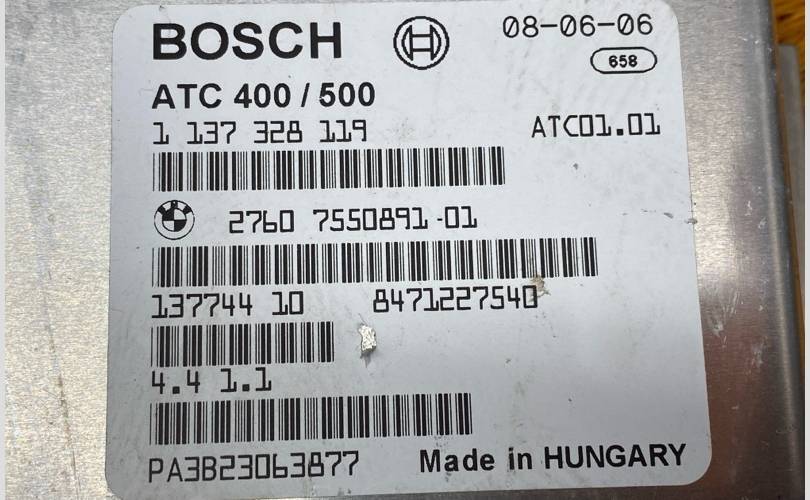 BOSCH
08-06-06
658
ATC 400 / 500
1 137 328 119 ATC01.01
BMW
2760 7550891-01
137744 10 8471227540
4.4 1.1
PA3B23063877 Made in HUNGARY